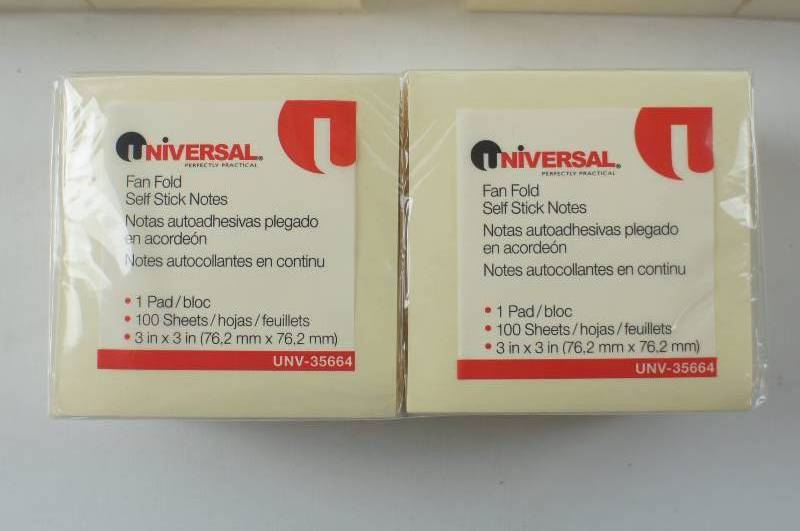 UNIVERSAL®
PERFECTLY PRACTICAL
Fan Fold
Self Stick Notes
Notas autoadhesivas plegado
en acordeón
Notes autocollantes en continu
• 1 Pad/bloc
• 100 Sheets/hojas/feuillets
• 3 in x 3 in (76,2 mm x 76,2 mm)
UNV-35664
UNIVERSAL®
PERFECTLY PRACTICAL
Fan Fold
Self Stick Notes
Notas autoadhesivas plegado
en acordeón
Notes autocollantes en continu
• 1 Pad/bloc
• 100 Sheets/hojas/feuillets
• 3 in x 3 in (76,2 mm x 76,2 mm)
UNV-35664